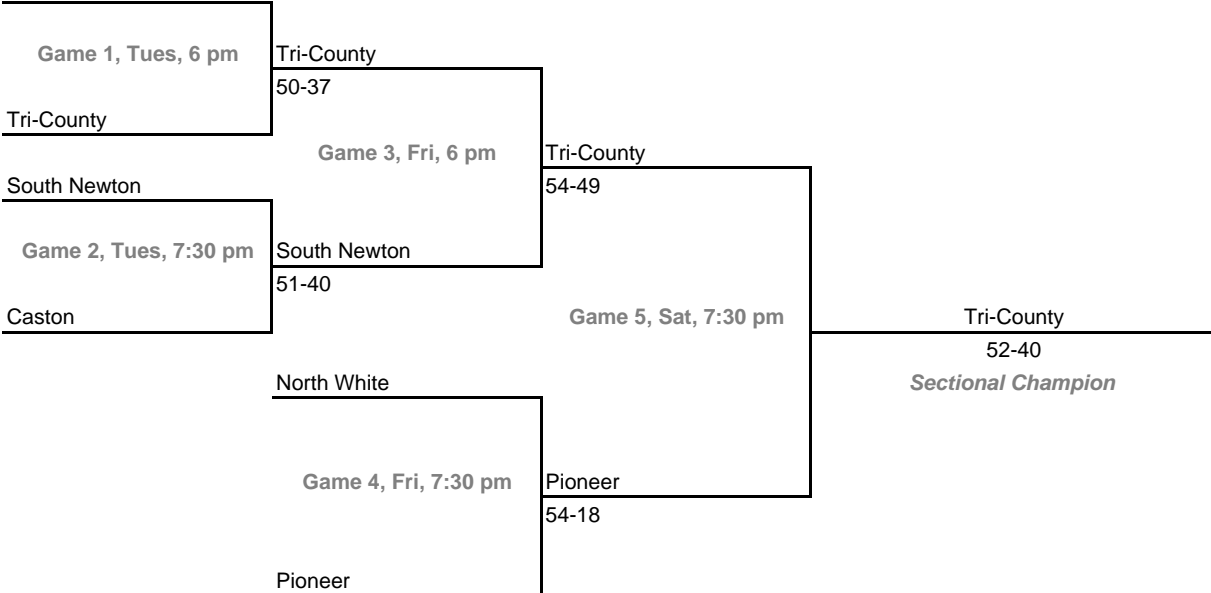 Game 1, Tues, 6 pm
Tri-County
50-37
Tri-County
Game 3, Fri, 6 pm
Tri-County
54-49
South Newton
Game 2, Tues, 7:30 pm
South Newton
51-40
Caston
Game 5, Sat, 7:30 pm
Tri-County
52-40
Sectional Champion
North White
Game 4, Fri, 7:30 pm
Pioneer
54-18
Pioneer